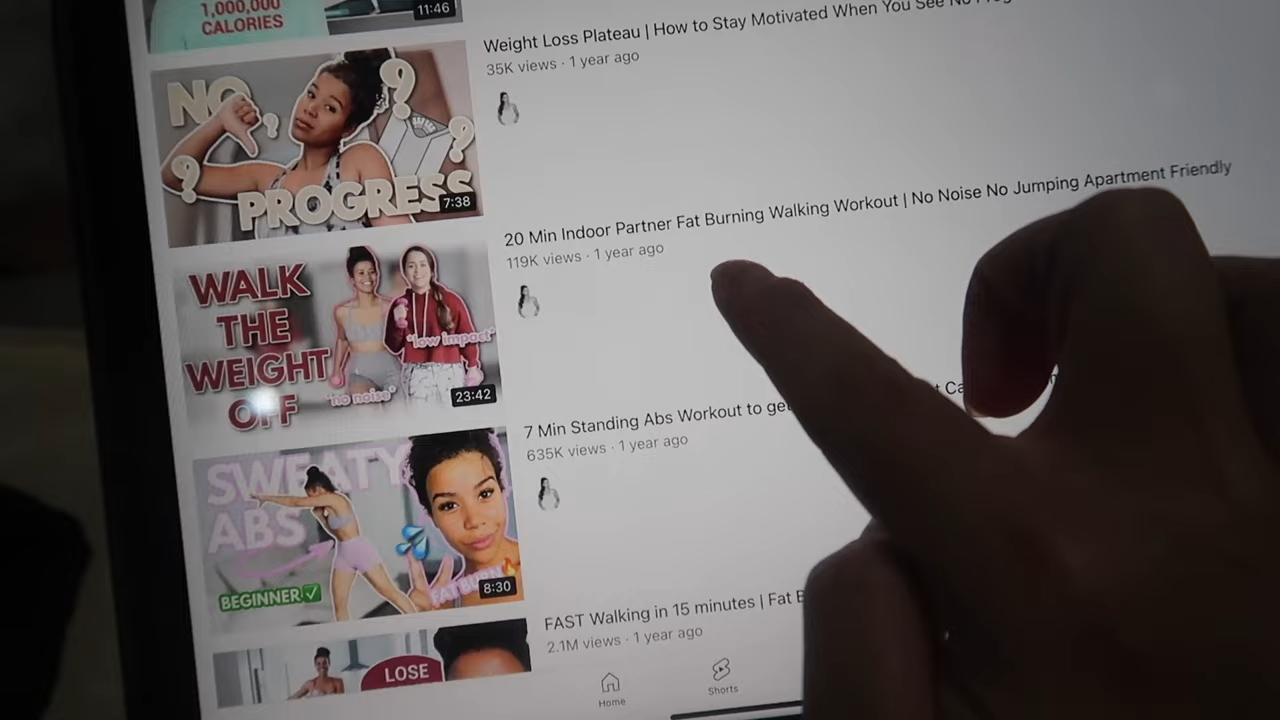 1,000,000
CALORIES
11:46
Weight Loss Plateau | How to Stay Motivated When You See No
35K views · 1 year ago
NO
PROGRESS
7:38
20 Min Indoor Partner Fat Burning Walking Workout | No Noise No Jumping Apartment Friendly
119K views · 1 year ago
WALK
THE
WEIGHT
OFF
*low impact*
*no noise*
23:42
7 Min Standing Abs Workout to get
635K views · 1 year ago
SWEATY
ABS
BEGINNER
FATBURN
8:30
FAST Walking in 15 minutes | Fat
2.1M views · 1 year ago
LOSE
Home
Shorts